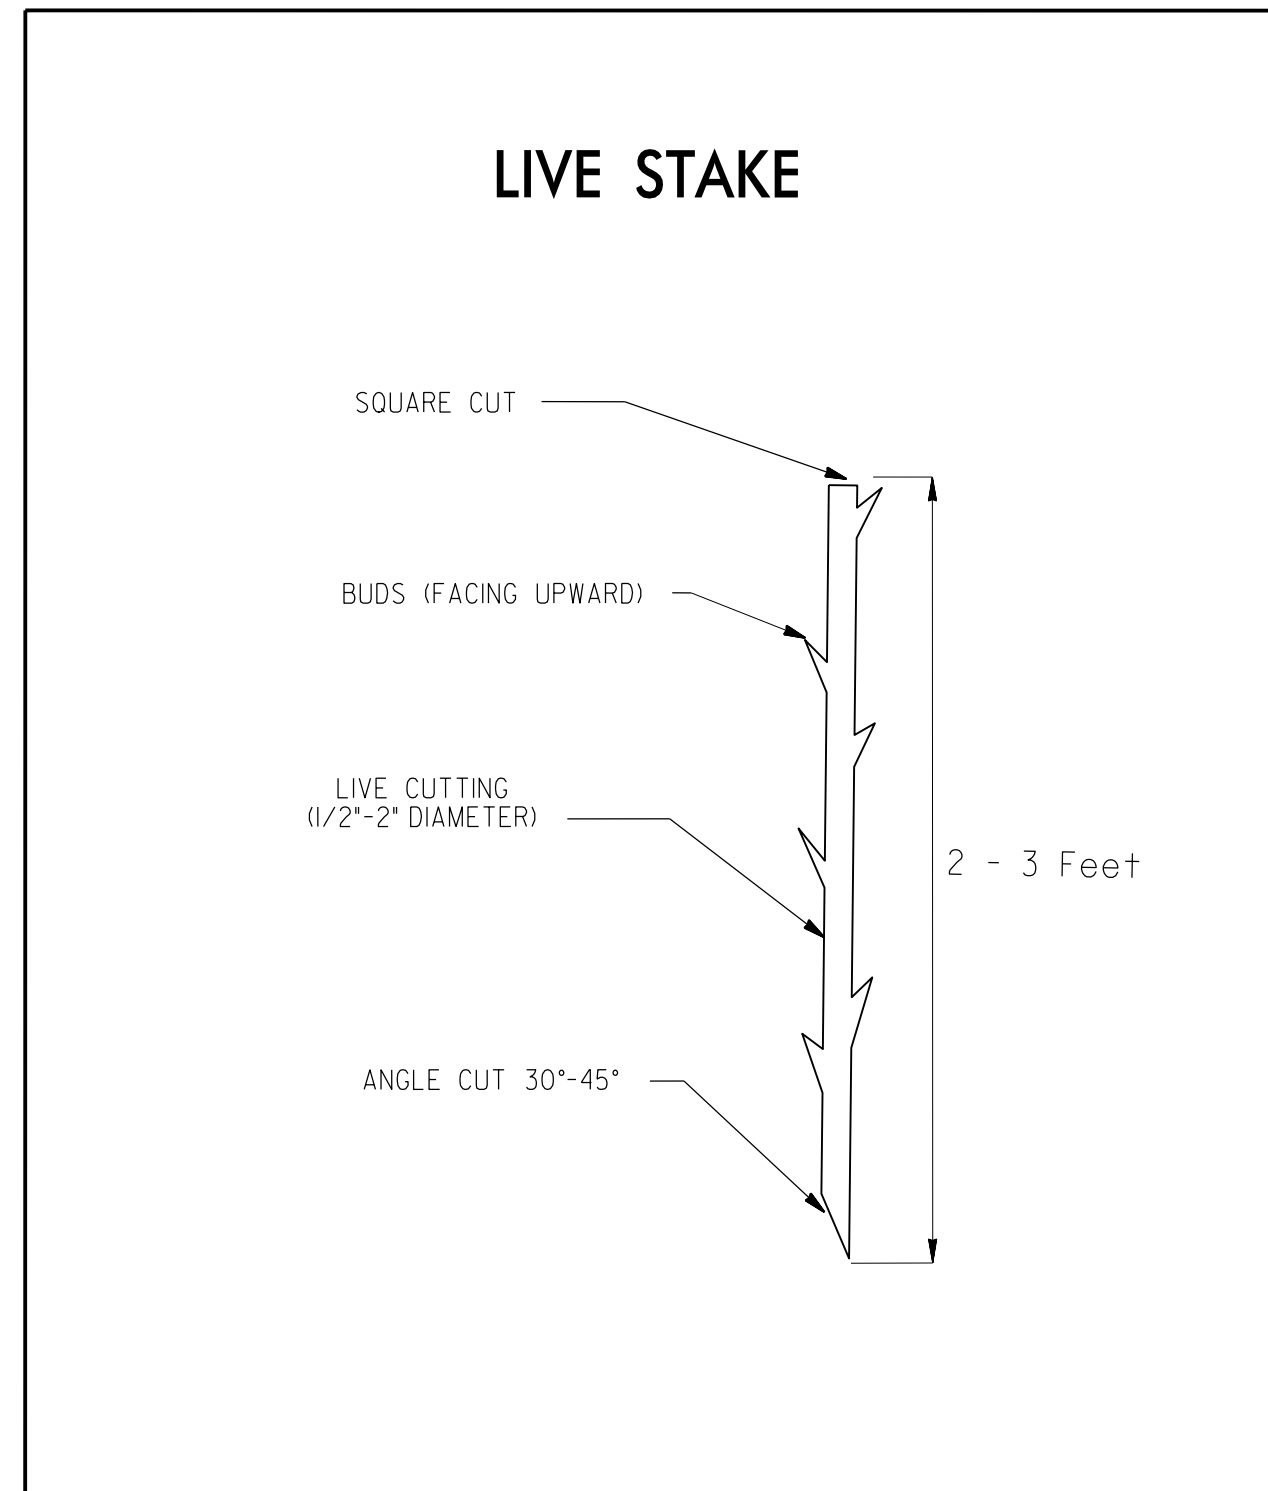 LIVE STAKE
SQUARE CUT
BUDS (FACING UPWARD)
LIVE CUTTING
(1/2"-2" DIAMETER)
2 - 3 Feet
ANGLE CUT 30°-45°